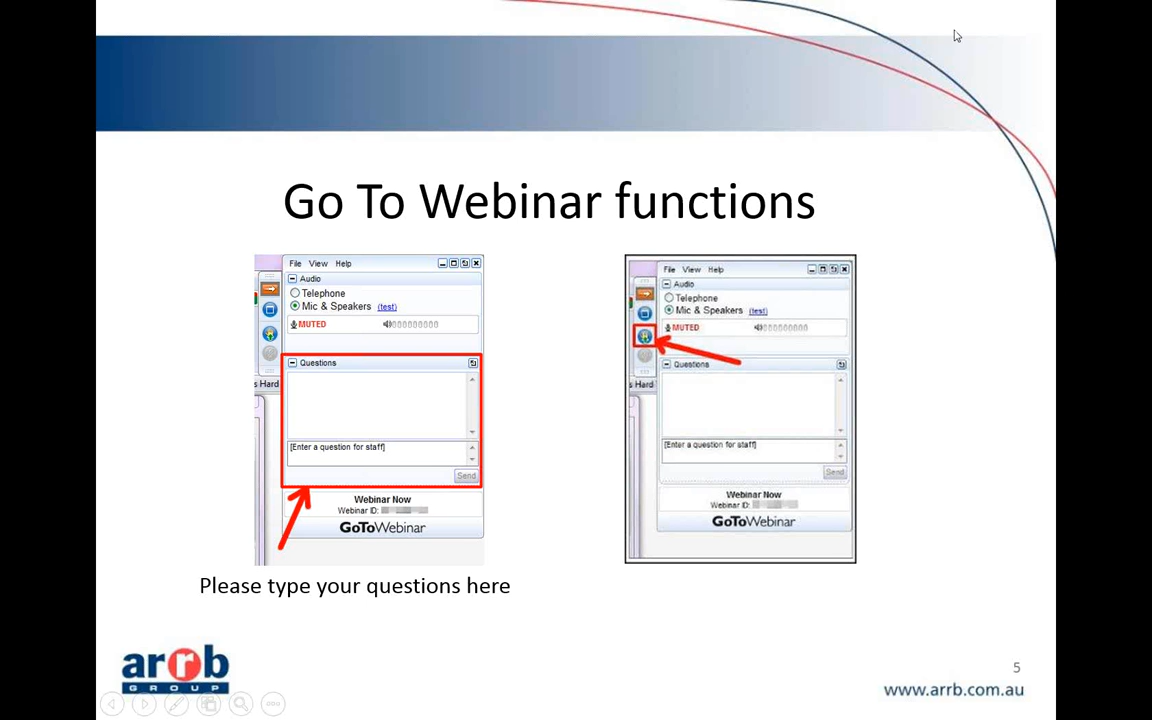 Go To Webinar functions
File View Help
Audio
Telephone
Mic & Speakers (test)
MUTED
Questions
s Hard
[Enter a question for staff]
Send
Webinar Now
Webinar ID:
GoToWebinar
Please type your questions here
File View Help
Audio
Telephone
Mic & Speakers (test)
MUTED
Questions
s Hard
[Enter a question for staff]
Send
Webinar Now
Webinar ID:
GoToWebinar
arrb
GROUP
5
www.arrb.com.au